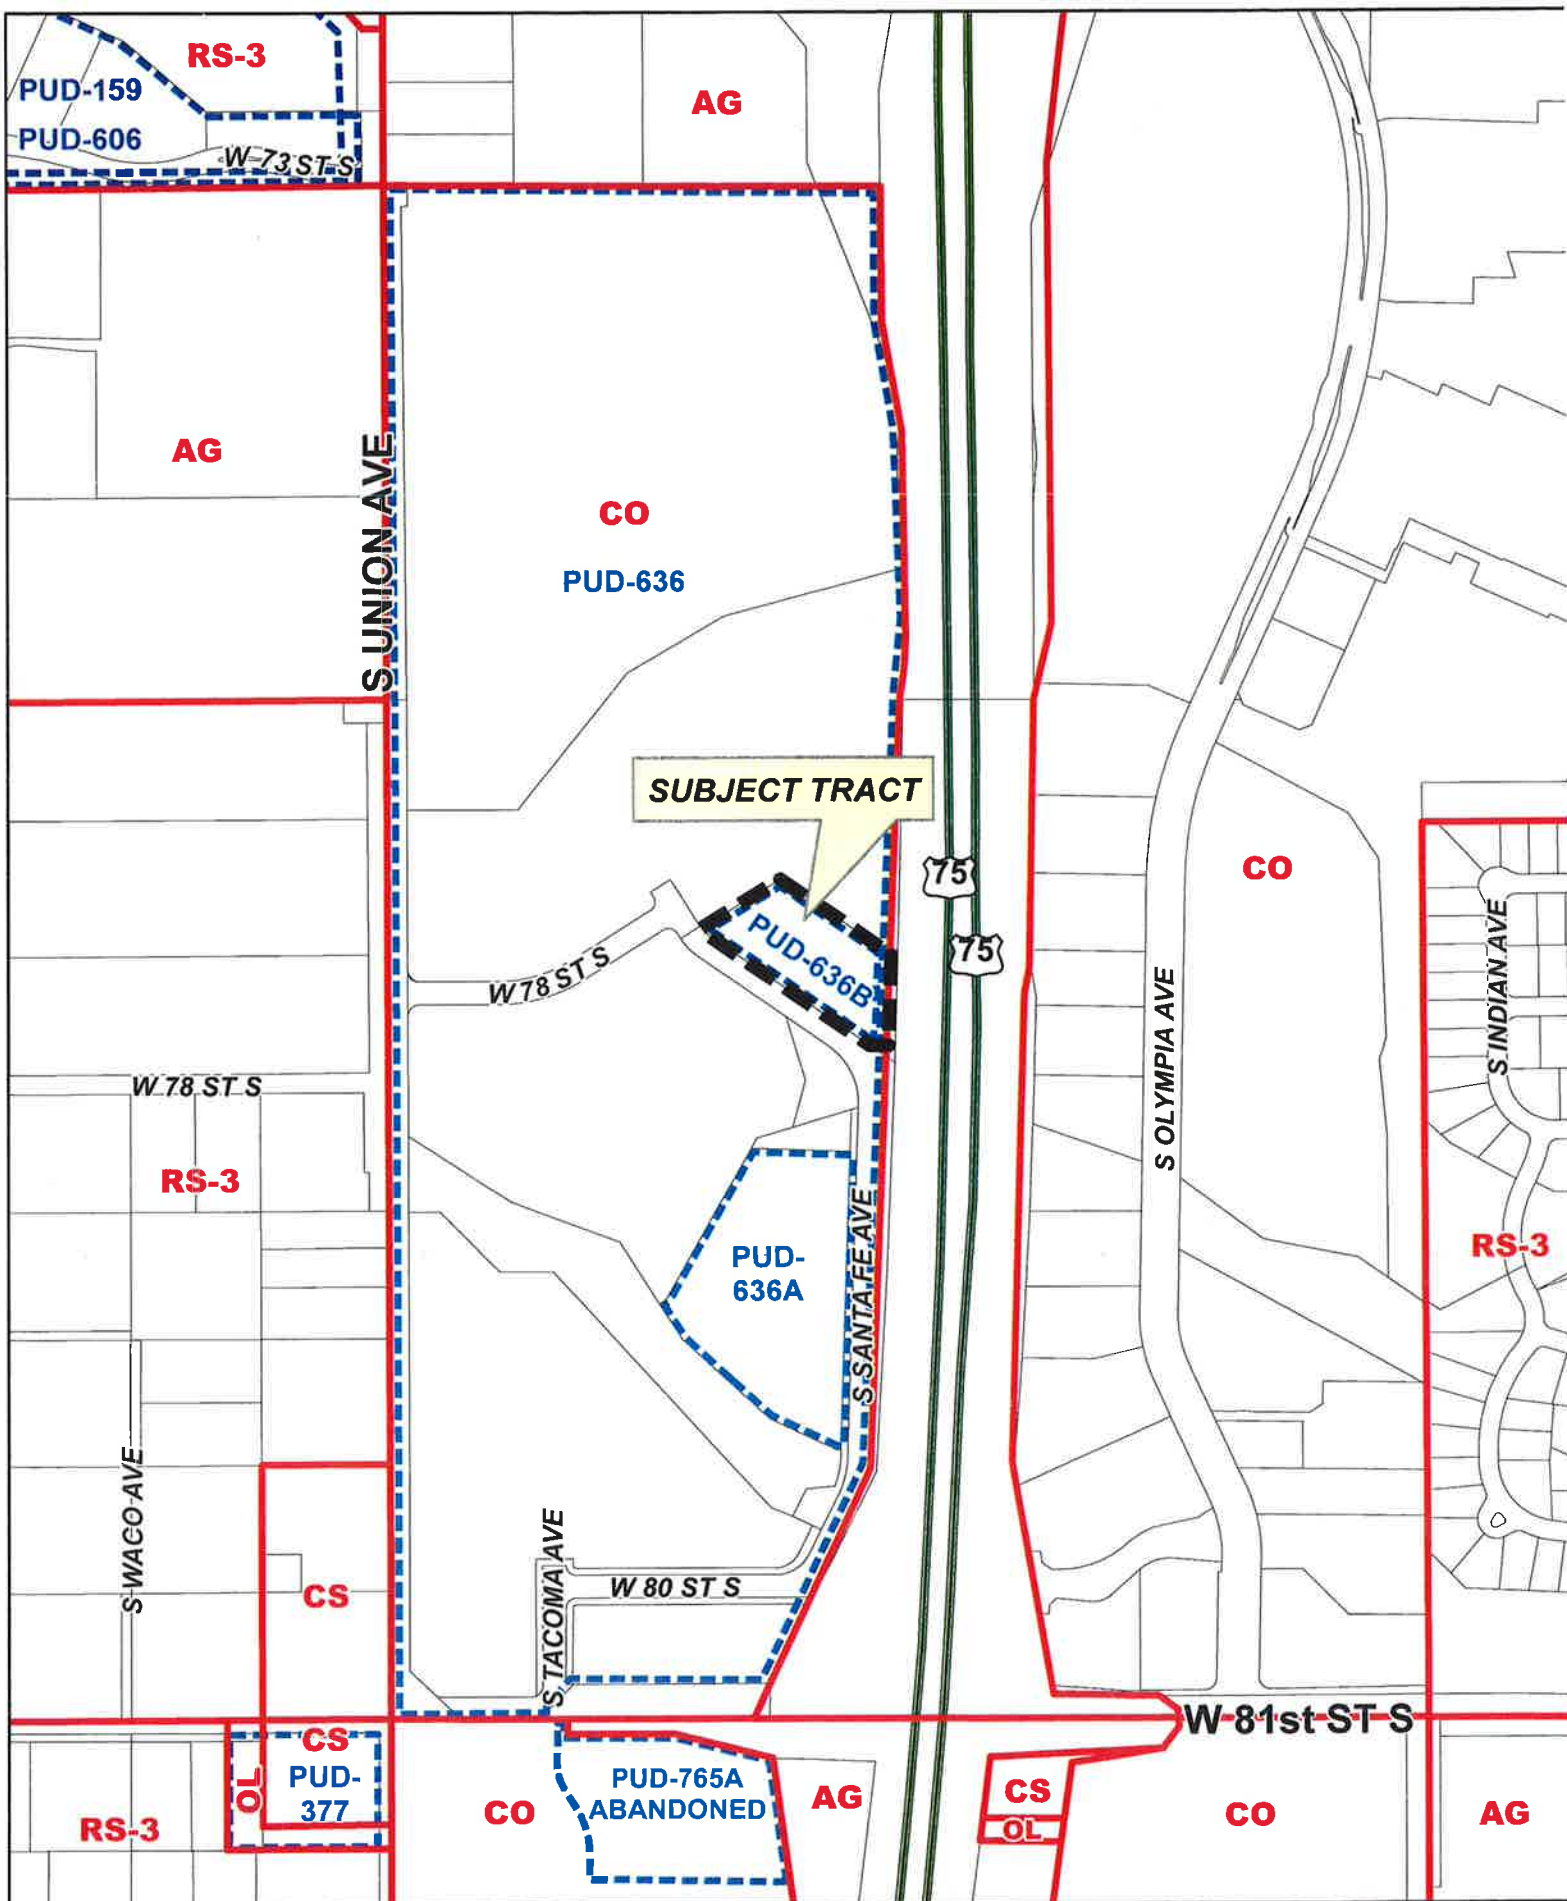 RS-3
PUD-159
AG
PUD-606
W 73 ST S
AG
S UNION AVE
CO
PUD-636
SUBJECT TRACT
75
CO
PUD-636B
75
S INDIAN AVE
W 78 ST S
S OLYMPIA AVE
W 78 ST S
RS-3
PUD-
636A
S SANTA FE AVE
RS-3
S WACO AVE
S TACOMA AVE
W 80 ST S
CS
W 81st ST S
CS
PUD-
377
OL
PUD-765A
ABANDONED
CO
AG
CS
OL
CO
AG
RS-3